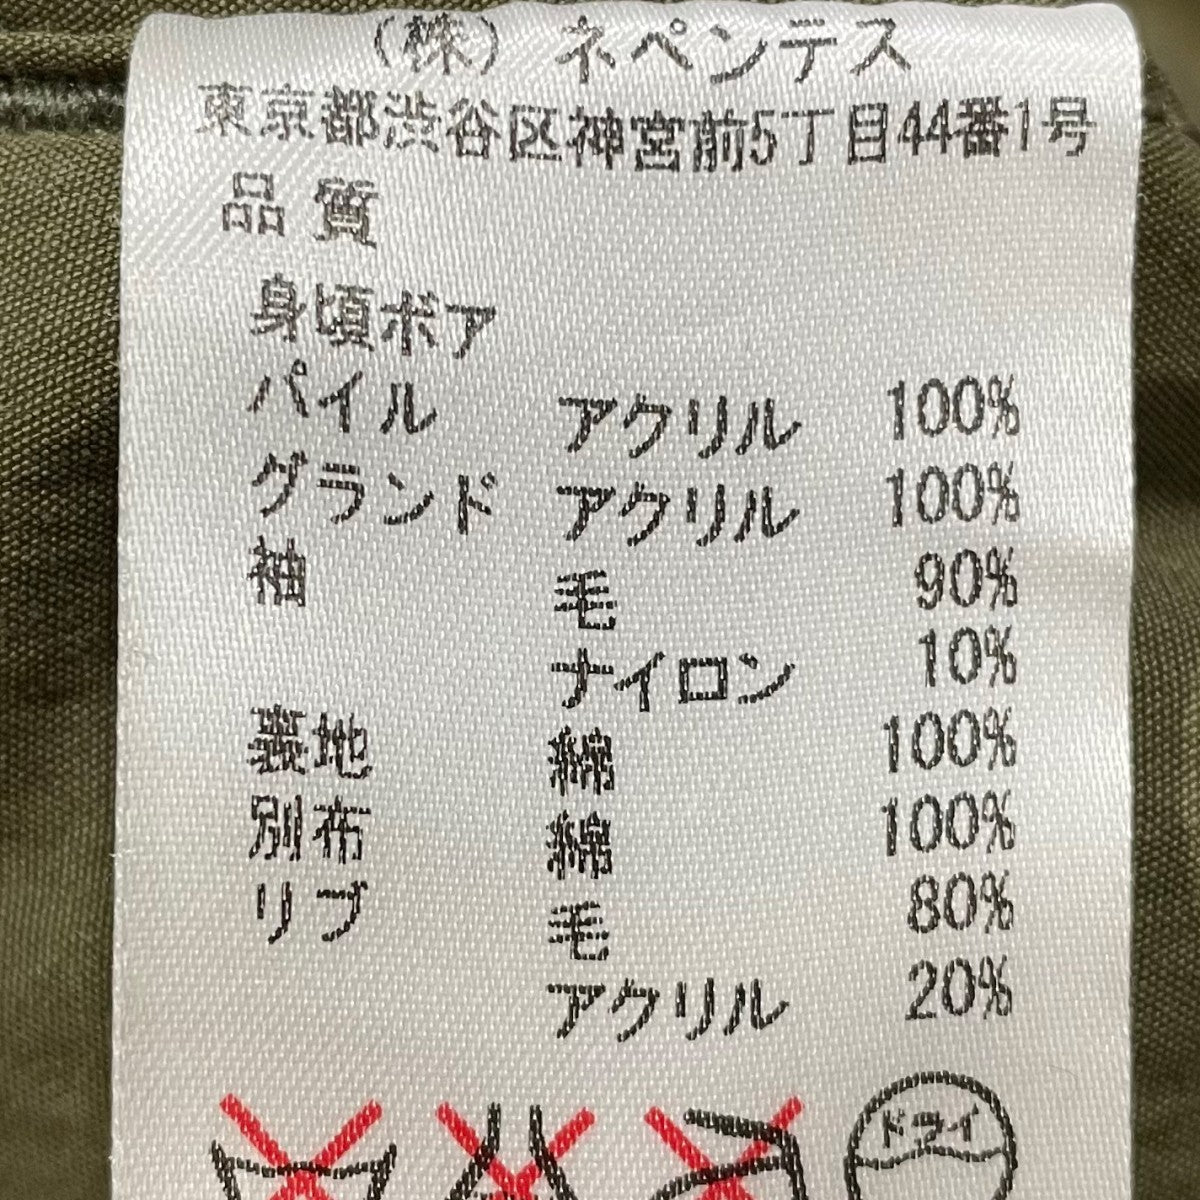 （株）ネペンテス
東京都渋谷区神宮前5丁目44番1号
品質
身頃ボア
パイル アクリル 100%
グランド アクリル 100%
袖 毛 90%
ナイロン 10%
裏地 綿 100%
別布 綿 100%
リブ 毛 80%
アクリル 20%
ドライ